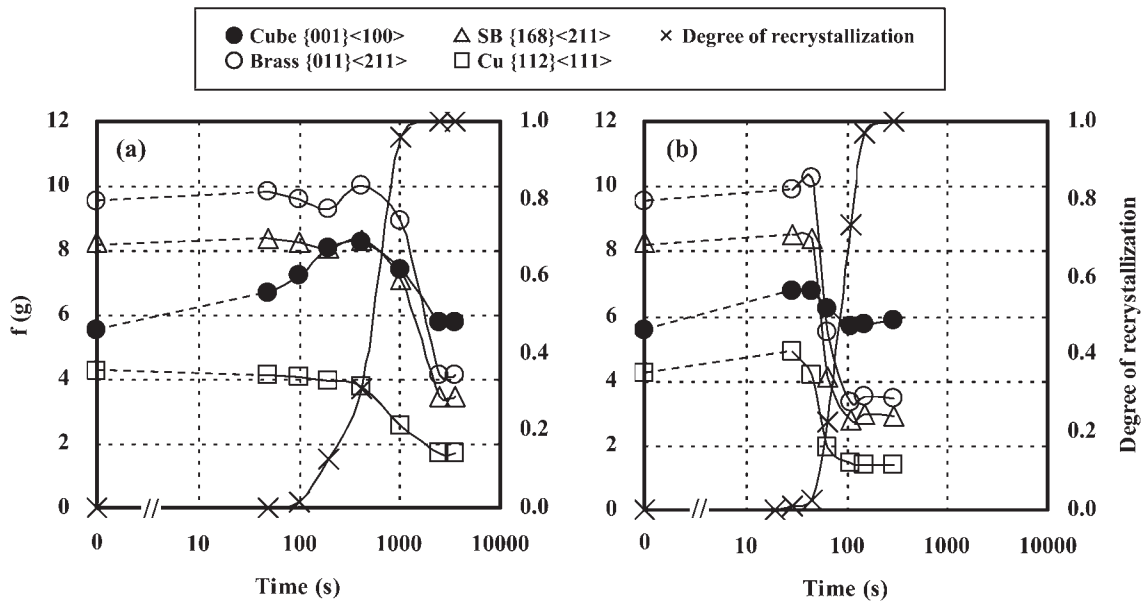 Cube {001}<100> SB {168}<211> Degree of recrystallization
Brass {011}<211> Cu {112}<111>
(a)
12
10
8
6
4
2
0
f (g)
1.0
0.8
0.6
0.4
0.2
0.0
0 // 10 100 1000 10000
Time (s)
(b)
12
10
8
6
4
2
0
1.0
0.8
0.6
0.4
0.2
0.0
Degree of recrystallization
0 // 10 100 1000 10000
Time (s)